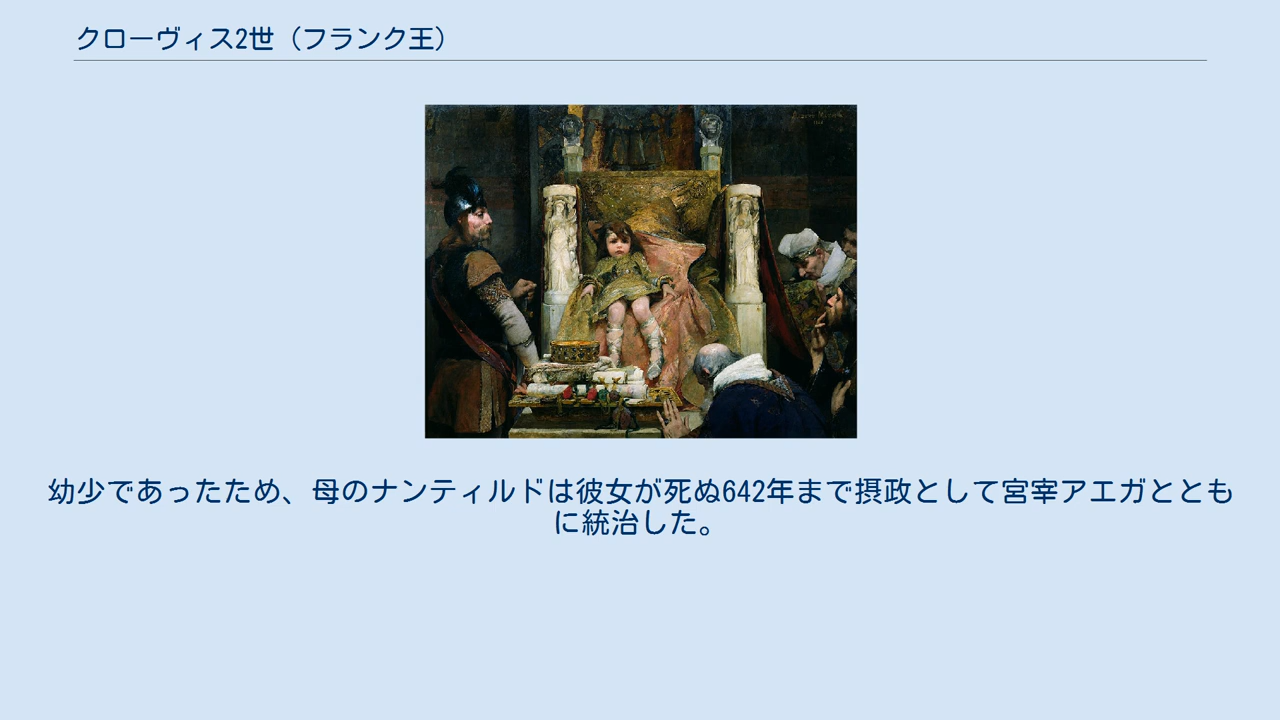 クローヴィス2世（フランク王）
幼少であったため、母のナンティルドは彼女が死ぬ642年まで摂政として宮宰アエガととも
に統治した。